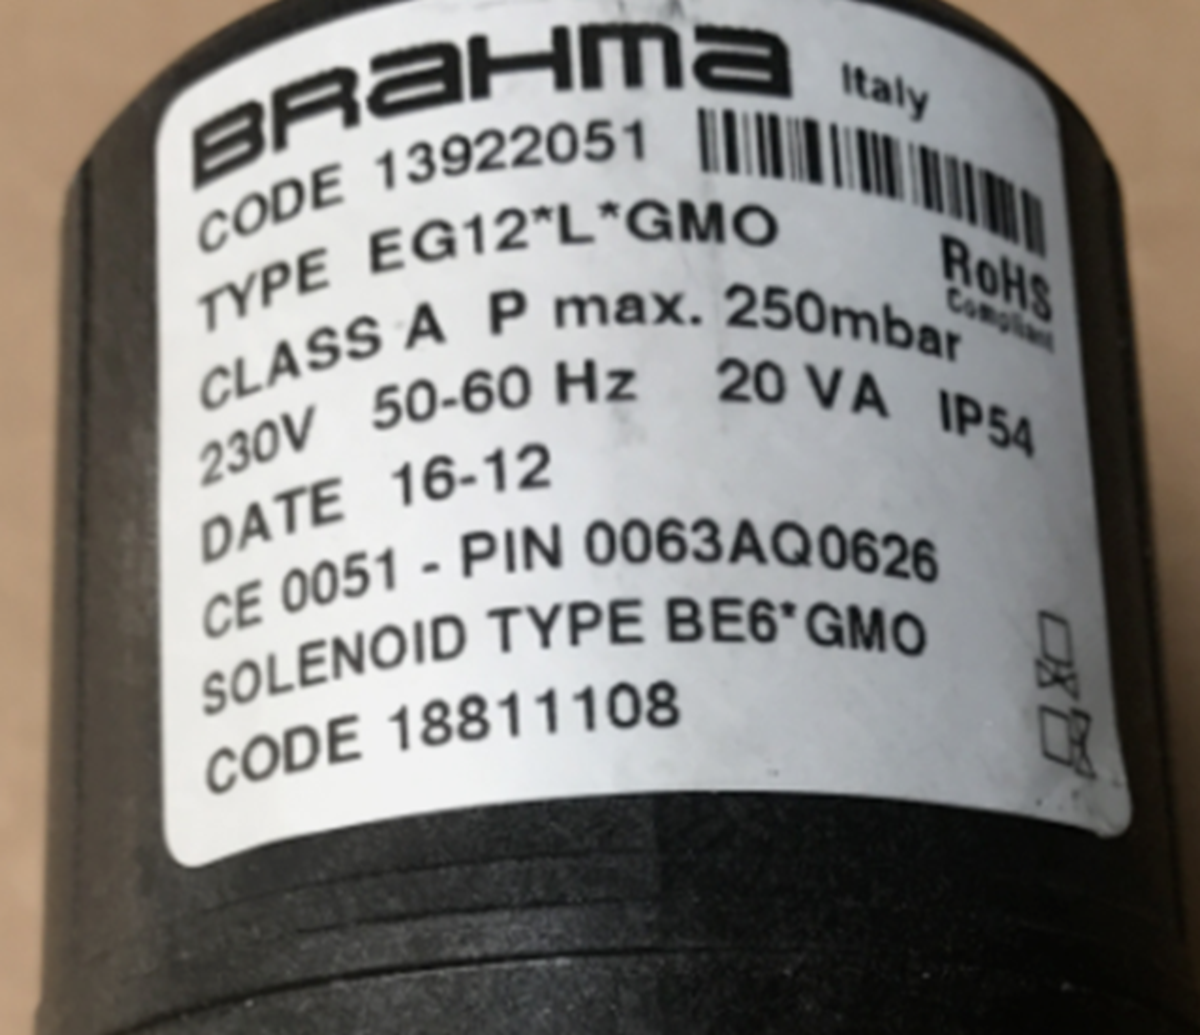 BRAHMA Italy
CODE 13922051
TYPE EG12*L*GMO
RoHS
Compliant
CLASS A P max. 250mbar
230V 50-60 Hz 20 VA IP54
DATE 16-12
CE 0051 - PIN 0063AQ0626
SOLENOID TYPE BE6*GMO
CODE 18811108